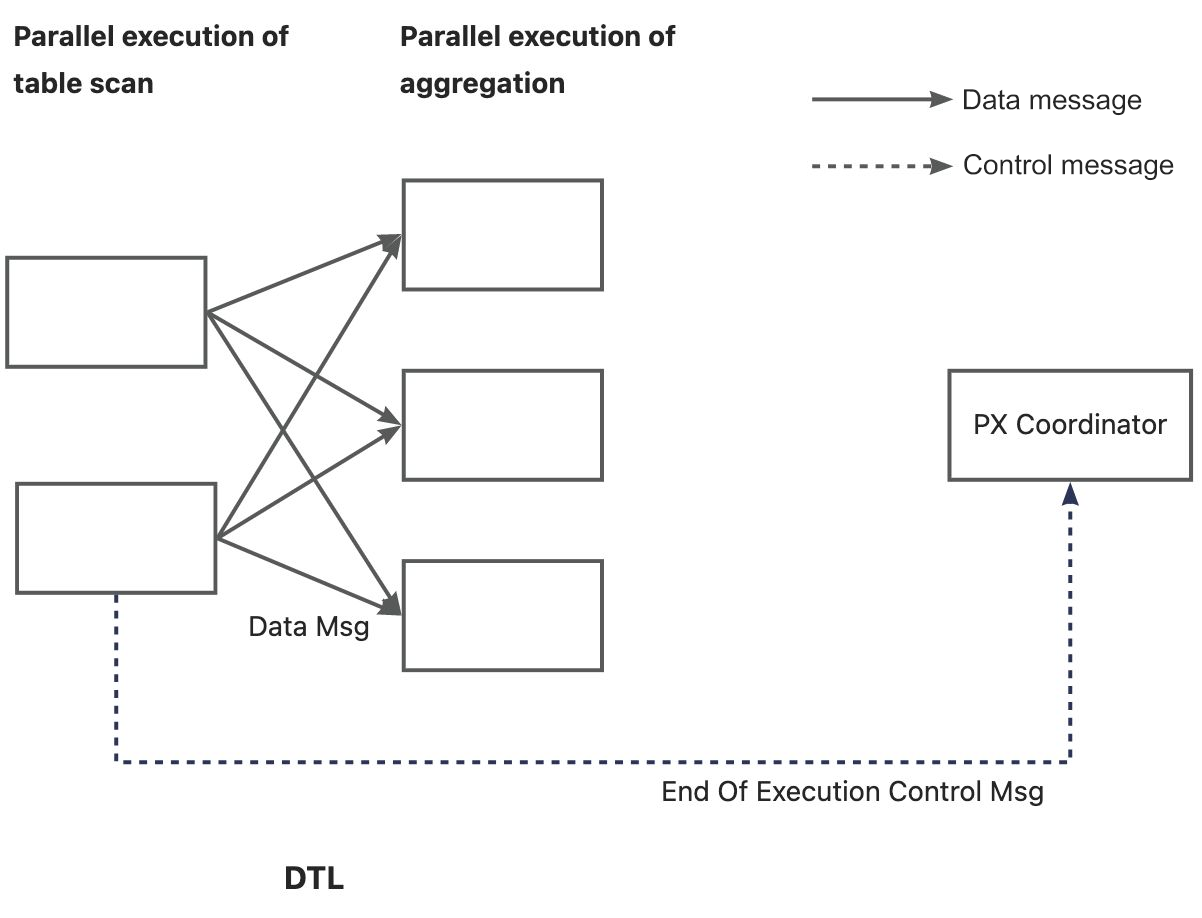 Parallel execution of
table scan
Parallel execution of
aggregation
Data message
Control message
PX Coordinator
Data Msg
End Of Execution Control Msg
DTL